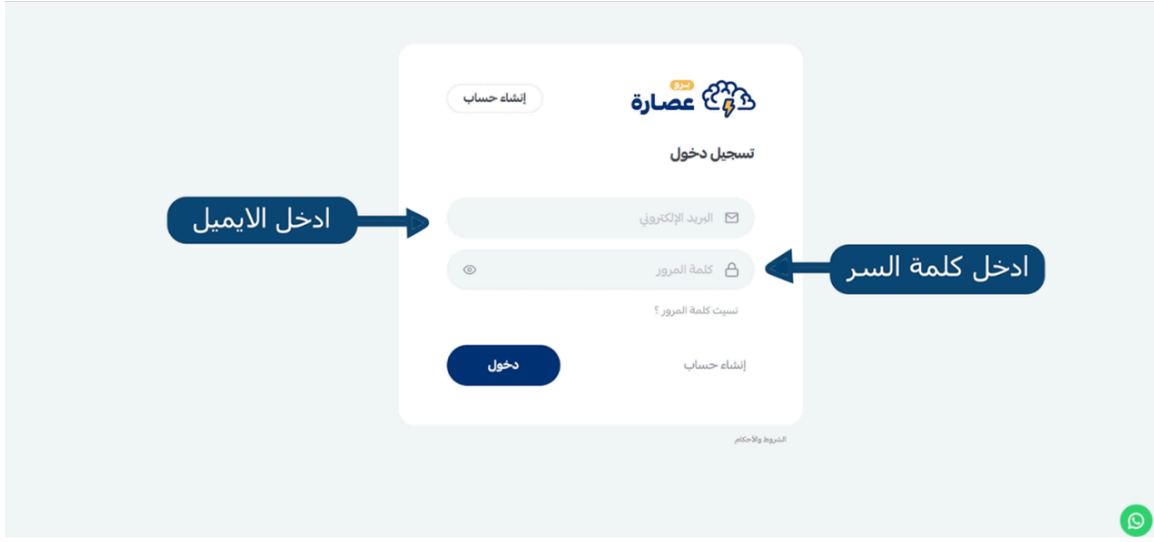 برو
عصارة
إنشاء حساب
تسجيل دخول
البريد الإلكتروني
ادخل الايميل
كلمة المرور
ادخل كلمة السر
نسيت كلمة المرور ؟
إنشاء حساب
دخول
الشروط والأحكام